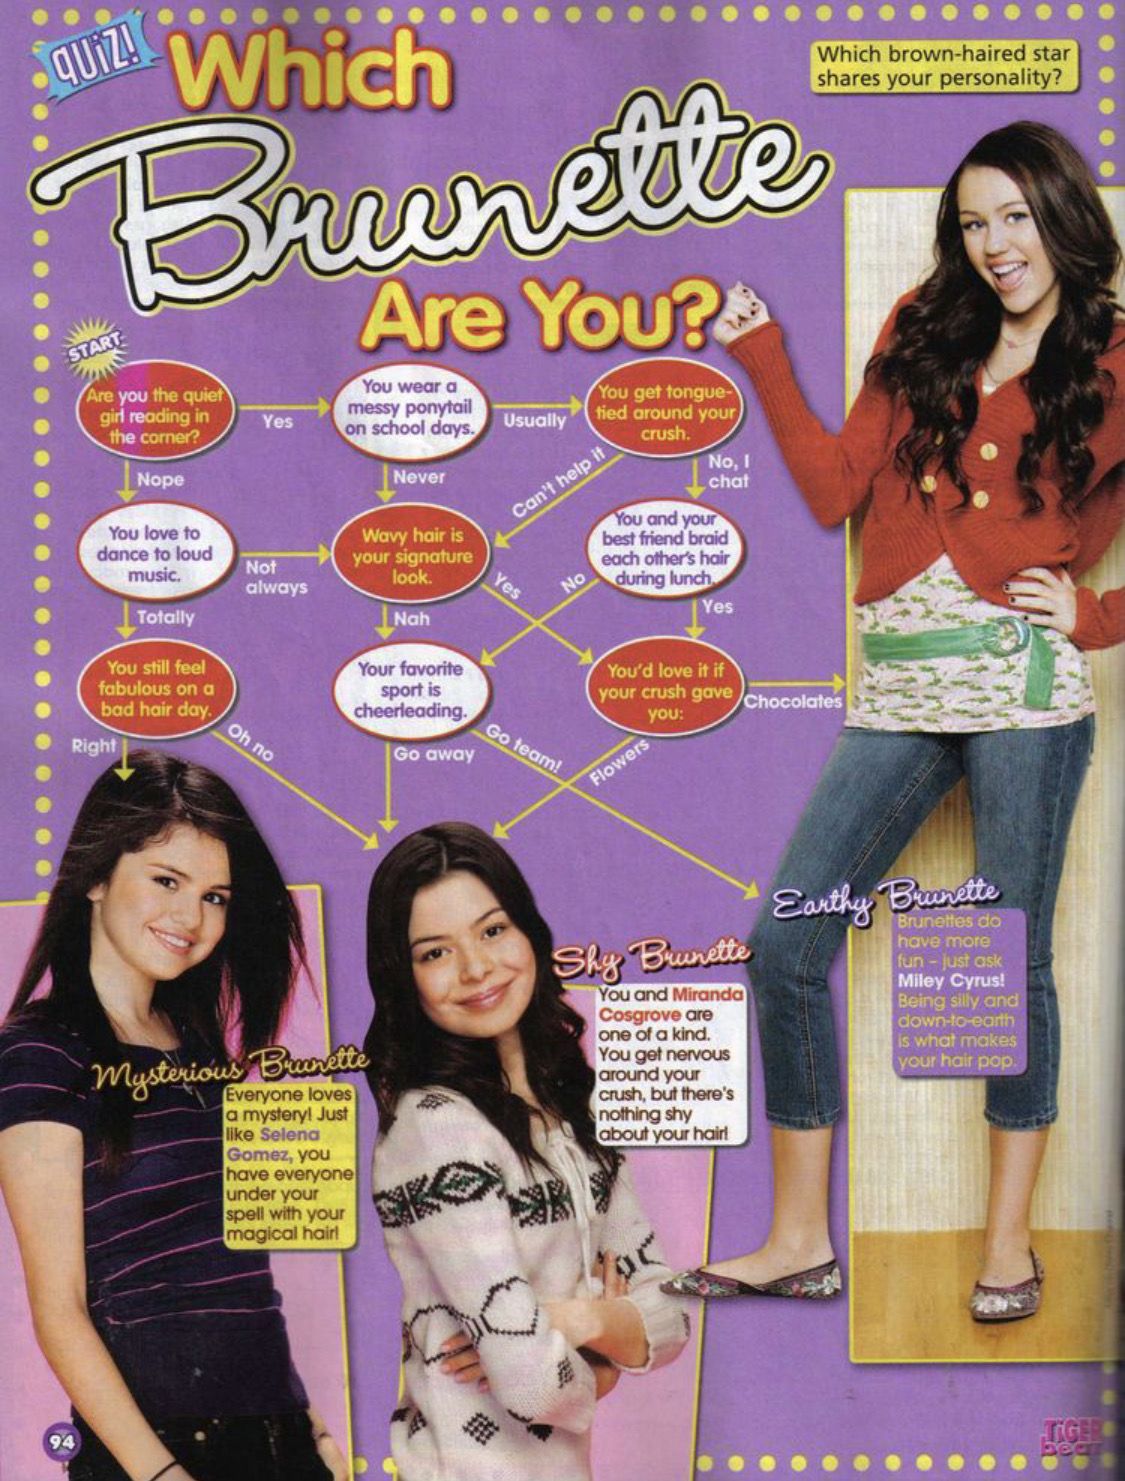 QUIZ!
Which
Brunette
Are You?
Which brown-haired star
shares your personality?
START
Are you the quiet
girl reading in
the corner?
Yes
You wear a
messy ponytail
on school days.
Usually
You get tongue-
tied around your
crush.
Nope
Never
Can't help it
No, I
chat
You love to
dance to loud
music.
Not
always
Wavy hair is
your signature
look.
You and your
best friend braid
each other's hair
during lunch.
Totally
Nah
Yes
No
Yes
You still feel
fabulous on a
bad hair day.
Your favorite
sport is
cheerleading.
You'd love it if
your crush gave
you:
Chocolates
Right
Oh no
Go away
Go team!
Flowers
Mysterious Brunette
Everyone loves
a mystery! Just
like Selena
Gomez, you
have everyone
under your
spell with your
magical hair!
Shy Brunette
You and Miranda
Cosgrove are
one of a kind.
You get nervous
around your
crush, but there's
nothing shy
about your hair!
Earthy Brunette
Brunettes do
have more
fun – just ask
Miley Cyrus!
Being silly and
down-to-earth
is what makes
your hair pop.
94
TiGER
beat